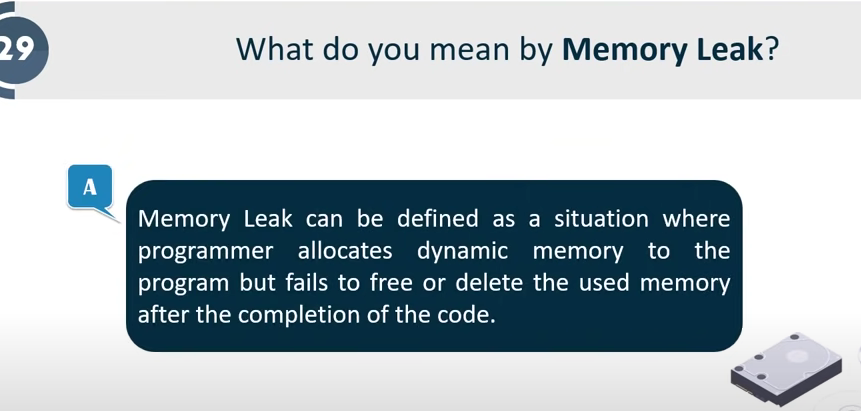 29
What do you mean by Memory Leak?
A
Memory Leak can be defined as a situation where
programmer allocates dynamic memory to the
program but fails to free or delete the used memory
after the completion of the code.